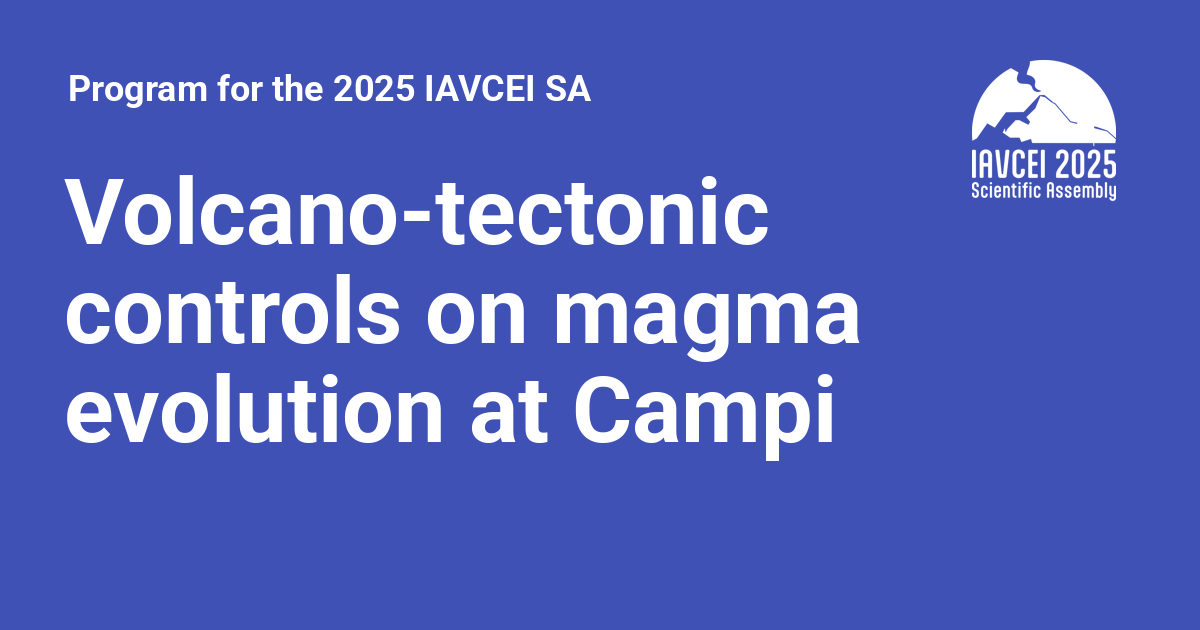 Program for the 2025 IAVCEI SA
IAVCEI 2025
Scientific Assembly
Volcano-tectonic
controls on magma
evolution at Campi